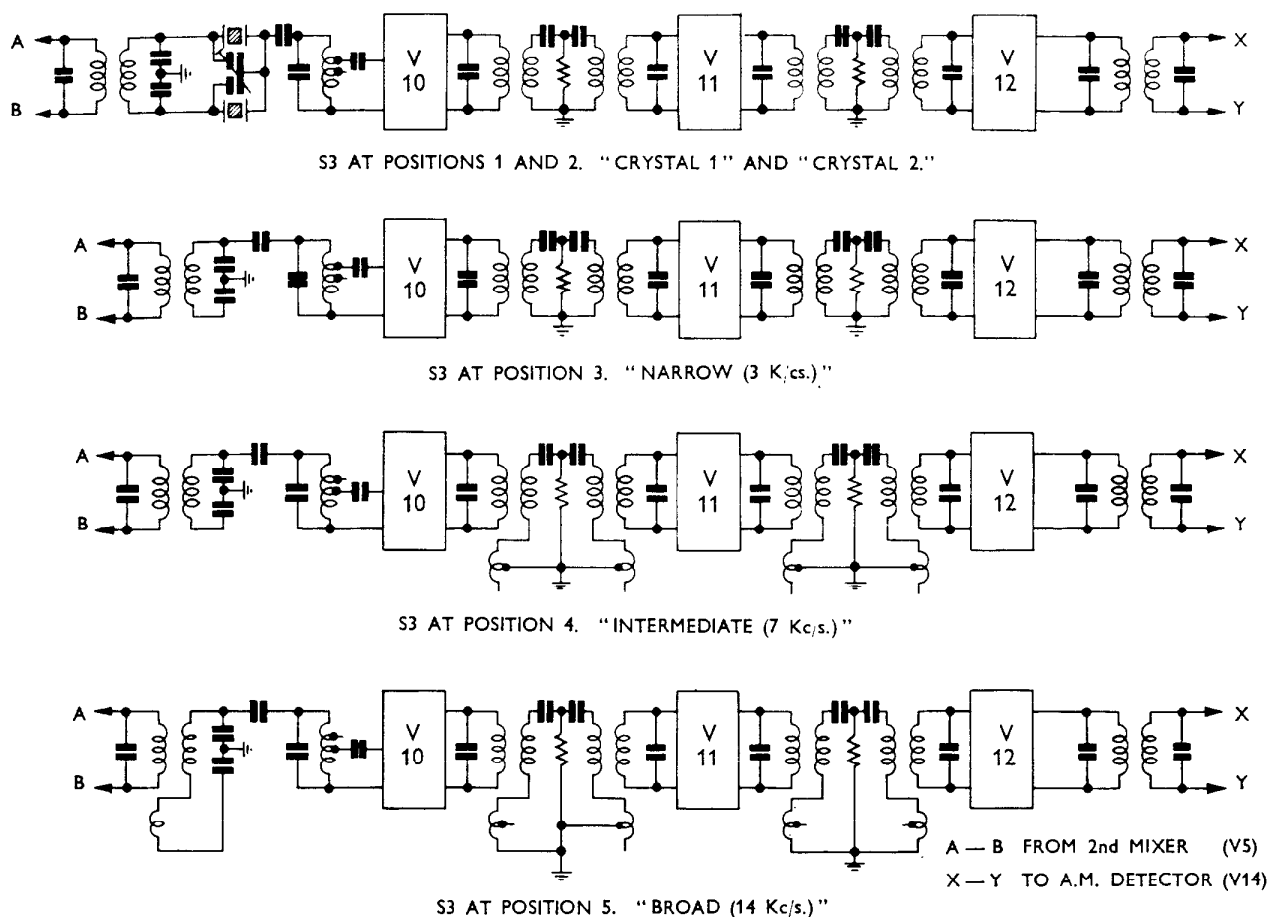 A
B
V
10
V
11
V
12
X
Y
S3 AT POSITIONS 1 AND 2. "CRYSTAL 1" AND "CRYSTAL 2."
A
B
V
10
V
11
V
12
X
Y
S3 AT POSITION 3. "NARROW (3 K/cs.)"
A
B
V
10
V
11
V
12
X
Y
S3 AT POSITION 4. "INTERMEDIATE (7 Kc/s.)"
A
B
V
10
V
11
V
12
X
Y
A — B FROM 2nd MIXER (V5)
X — Y TO A.M. DETECTOR (V14)
S3 AT POSITION 5. "BROAD (14 Kc/s.)"